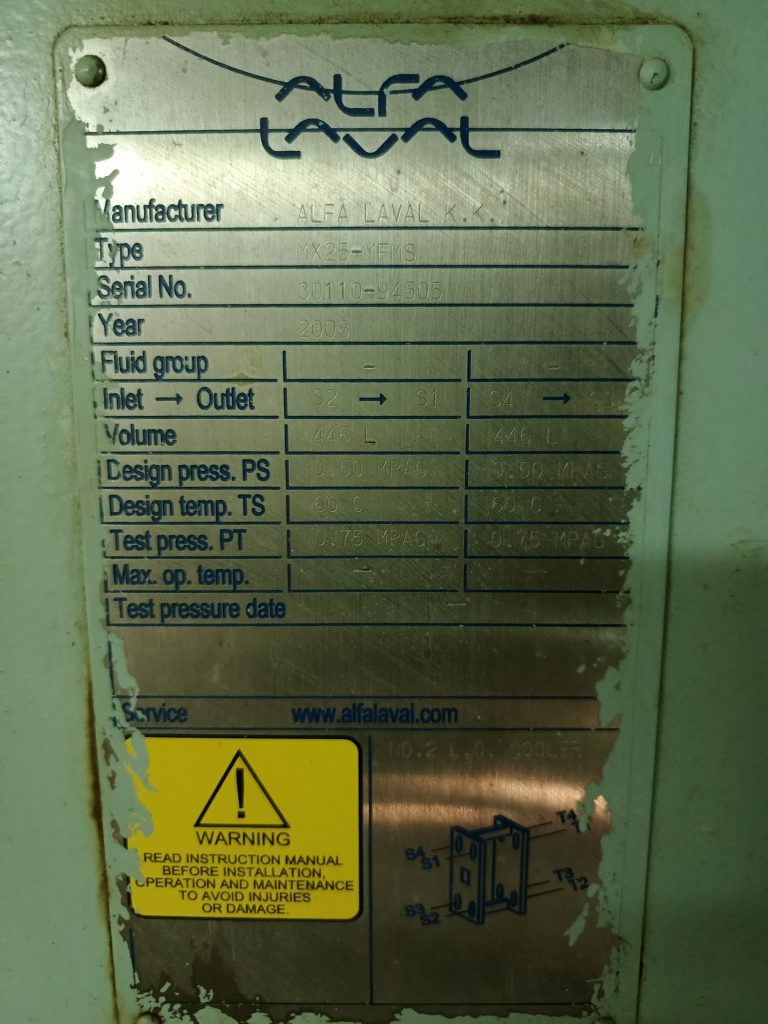 ALFA
LAVAL
Manufacturer ALFA LAVAL K.K.
Type MX25-MFMS
Serial No. 30110-94505
Year 2008
Fluid group - -
Inlet → Outlet S2 → S1 S4 → S3
Volume 446 L 446 L
Design press. PS 0.50 MPAG 0.50 MPAG
Design temp. TS 60 C 60 C
Test press. PT 0.75 MPAG 0.75 MPAG
Max. op. temp. - -
Test pressure date -
Service www.alfalaval.com
NO.2 L.O. COOLER
WARNING
READ INSTRUCTION MANUAL
BEFORE INSTALLATION,
OPERATION AND MAINTENANCE
TO AVOID INJURIES
OR DAMAGE.
T4
S4
S1
T3
T2
S3
S2